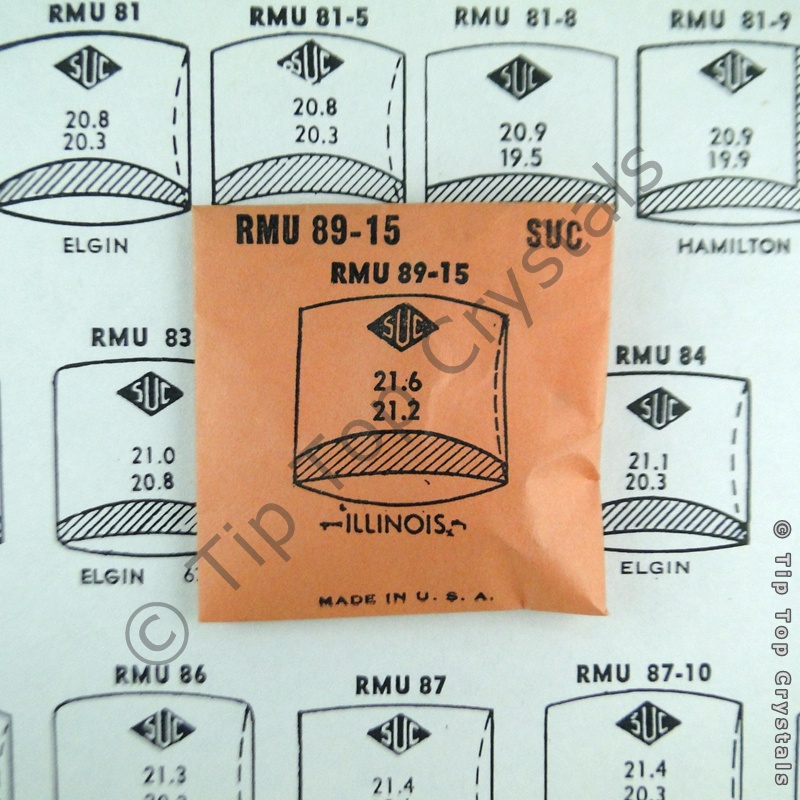 RMU 81
RMU 81-5
RMU 81-8
RMU 81-9
SUC
SUC
SUC
SUC
20.8
20.3
20.8
20.3
20.9
19.5
20.9
19.9
ELGIN
HAMILTON
RMU 89-15 SUC
RMU 89-15
SUC
21.6
21.2
ILLINOIS
MADE IN U. S. A.
RMU 83
SUC
21.0
20.8
ELGIN
RMU 84
SUC
21.1
20.3
ELGIN
RMU 86
SUC
21.3
RMU 87
SUC
21.4
RMU 87-10
SUC
21.4
20.3
© Tip Top Crystals
© Tip Top Crystals